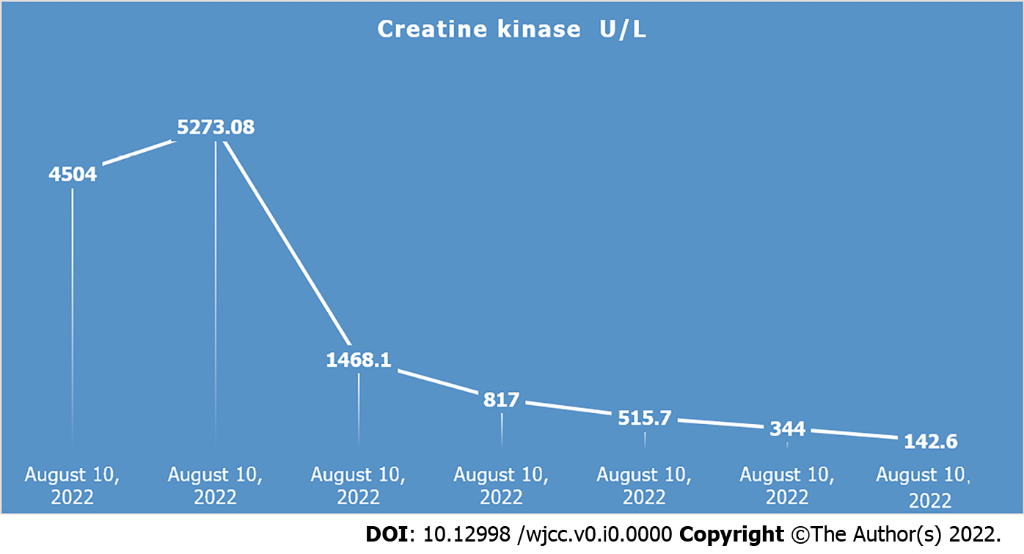 Creatine kinase  U/L
5273.08
4504
1468.1
817
515.7
344
142.6
August 10,
2022
August 10,
2022
August 10,
2022
August 10,
2022
August 10,
2022
August 10,
2022
August 10,
2022
DOI: 10.12998 /wjcc.v0.i0.0000 Copyright ©The Author(s) 2022.